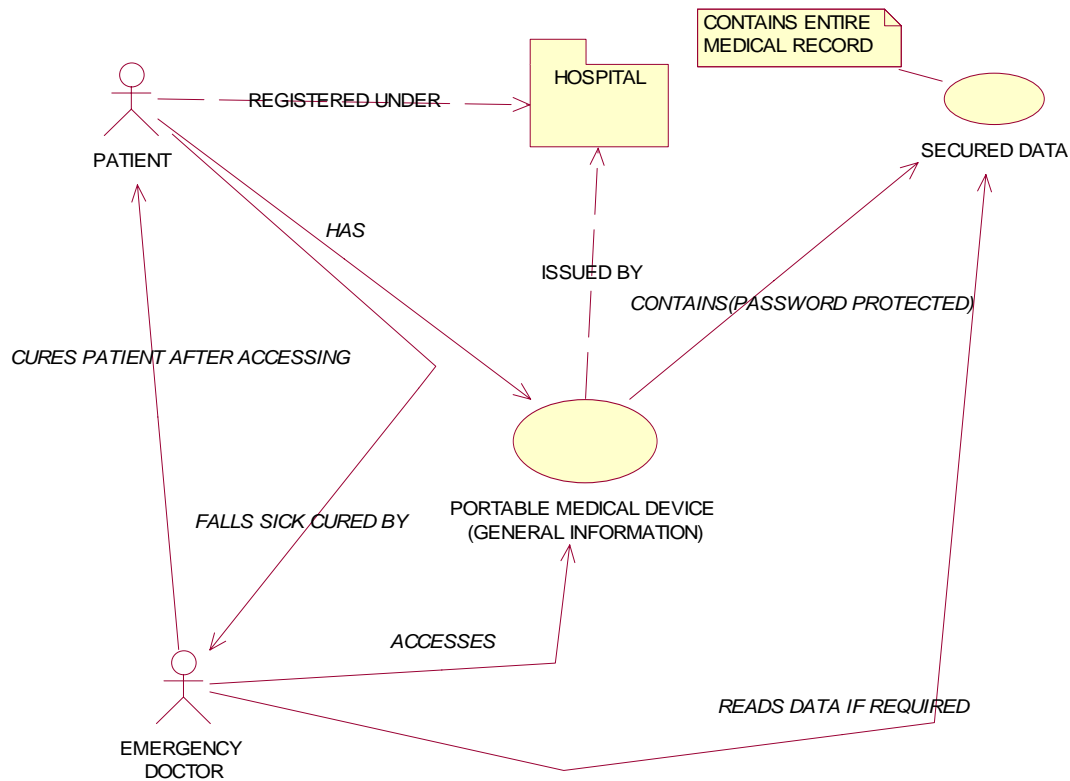 CONTAINS ENTIRE
MEDICAL RECORD
HOSPITAL
REGISTERED UNDER
PATIENT
SECURED DATA
HAS
ISSUED BY
CONTAINS(PASSWORD PROTECTED)
CURES PATIENT AFTER ACCESSING
PORTABLE MEDICAL DEVICE
(GENERAL INFORMATION)
FALLS SICK CURED BY
ACCESSES
READS DATA IF REQUIRED
EMERGENCY
DOCTOR